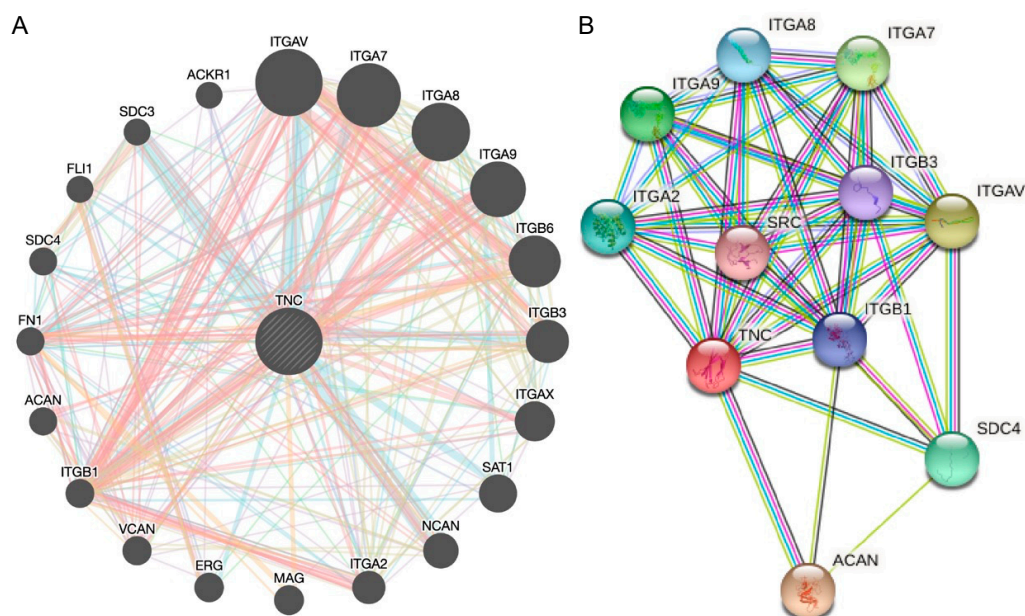 A
ITGAV
ITGA7
ACKR1
ITGA8
SDC3
ITGA9
FLI1
ITGB6
SDC4
TNC
FN1
ITGB3
ACAN
ITGAX
ITGB1
SAT1
VCAN
NCAN
ERG
MAG
ITGA2
B
ITGA8
ITGA7
ITGA9
ITGB3
ITGA2
ITGAV
SRC
ITGB1
TNC
SDC4
ACAN